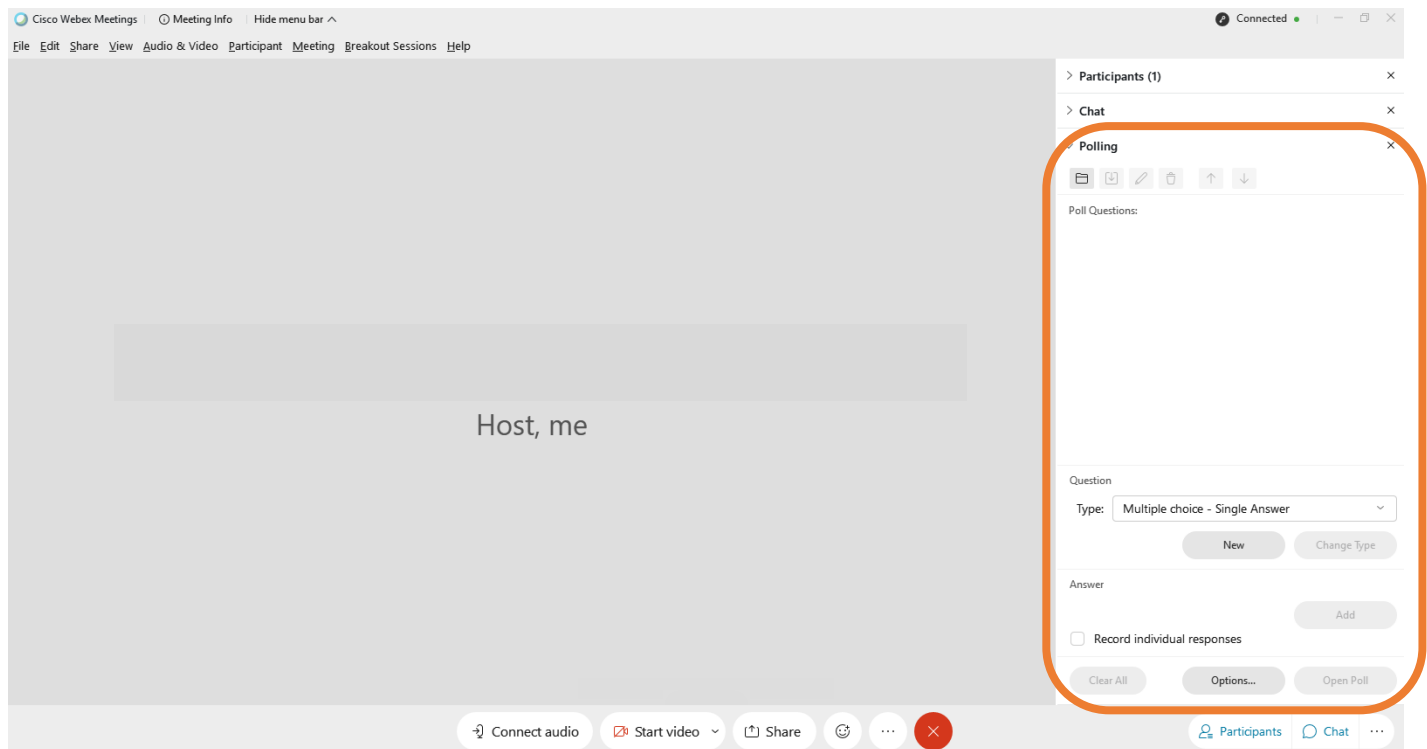 Cisco Webex Meetings Meeting Info Hide menu bar Connected
File Edit Share View Audio & Video Participant Meeting Breakout Sessions Help
Participants (1)
Chat
Polling
Poll Questions:
Host, me
Question
Type: Multiple choice - Single Answer
New Change Type
Answer
Add
Record individual responses
Clear All Options... Open Poll
Connect audio Start video Share Participants Chat